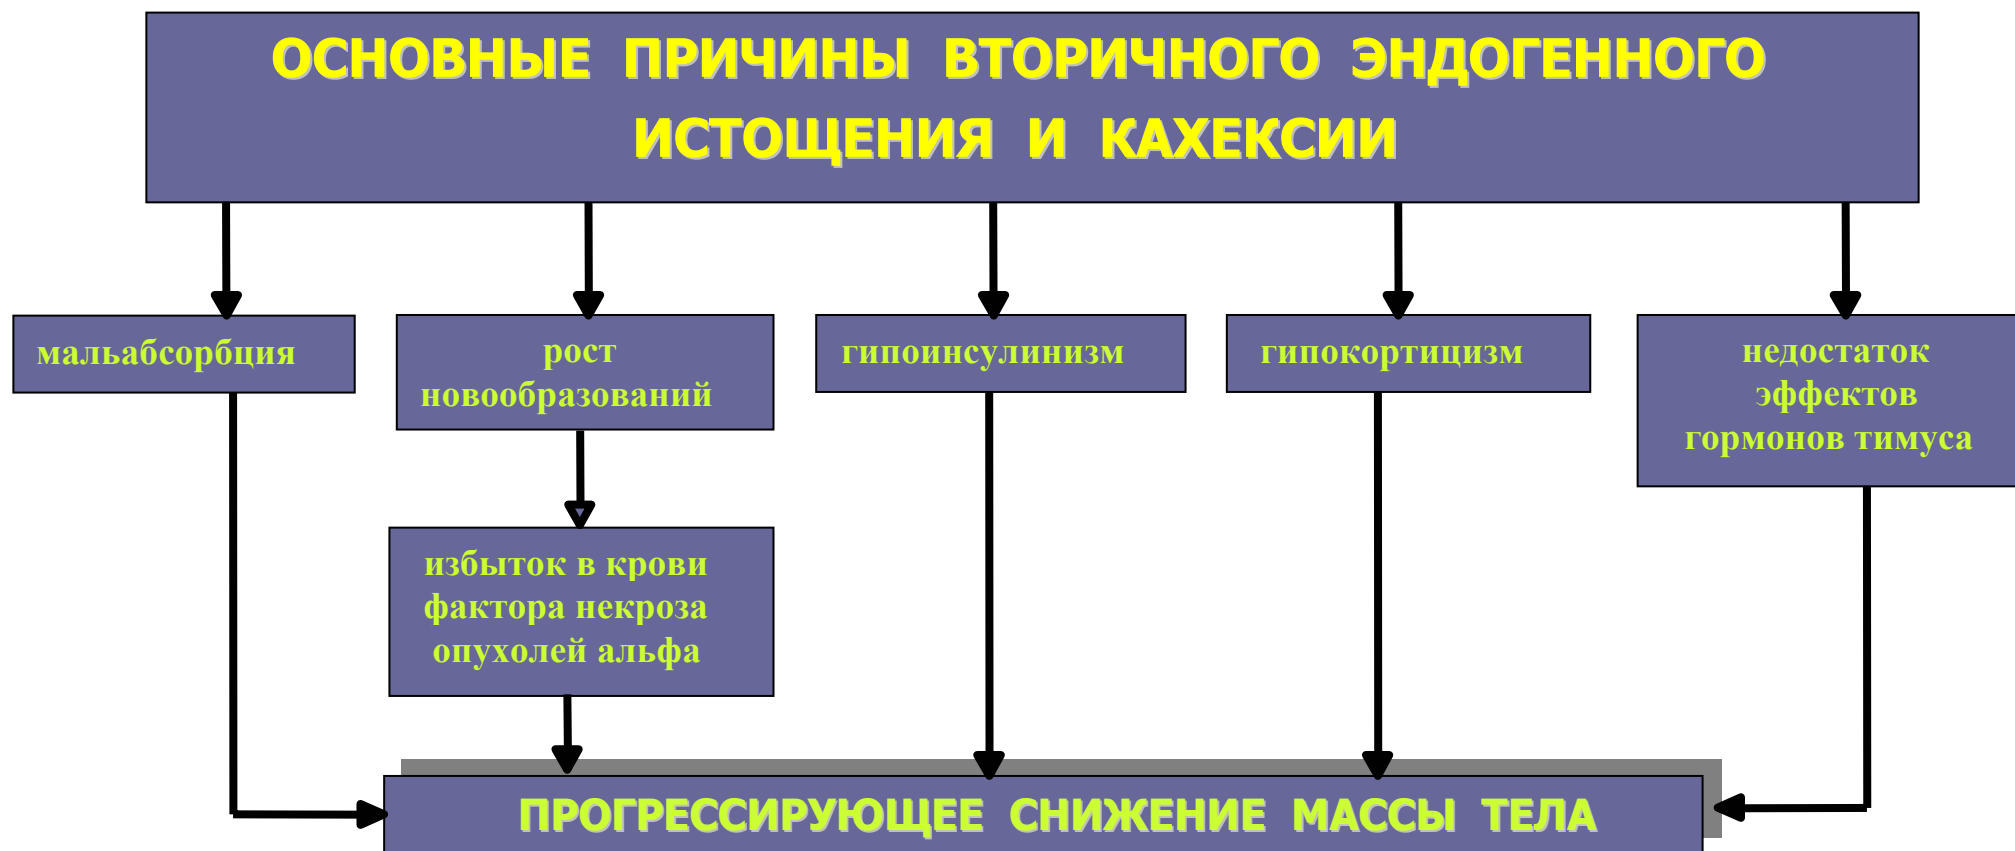 ОСНОВНЫЕ ПРИЧИНЫ ВТОРИЧНОГО ЭНДОГЕННОГО
ИСТОЩЕНИЯ И КАХЕКСИИ
мальабсорбция
рост
новообразований
гипоинсулинизм
гипокортицизм
недостаток
эффектов
гормонов тимуса
избыток в крови
фактора некроза
опухолей альфа
ПРОГРЕССИРУЮЩЕЕ СНИЖЕНИЕ МАССЫ ТЕЛА